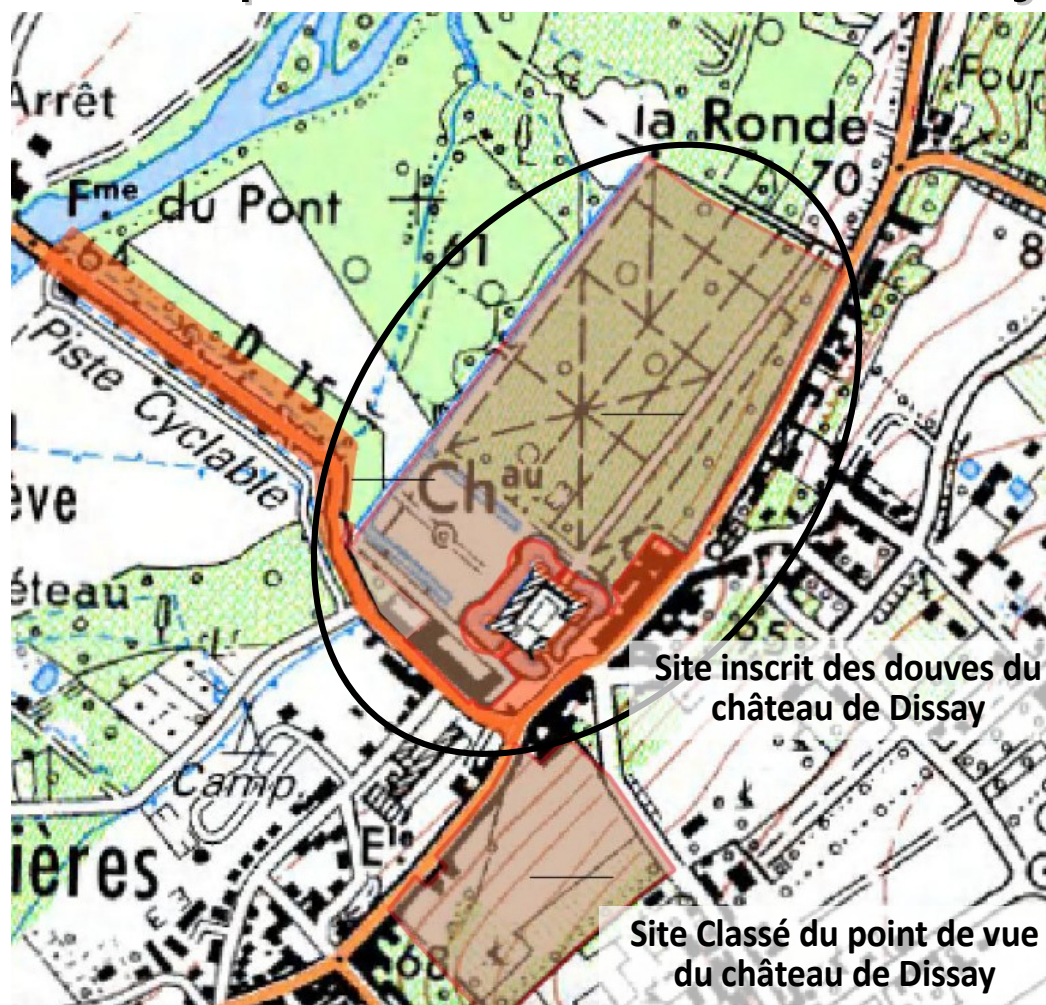 Arrêt
Four
la Ronde
70
Fme du Pont
61
8
64
D 15
Piste Cyclable
Chau
ève
éteau
75
Site inscrit des douves du
château de Dissay
Camp.
Ele
ières
68
Site Classé du point de vue
du château de Dissay